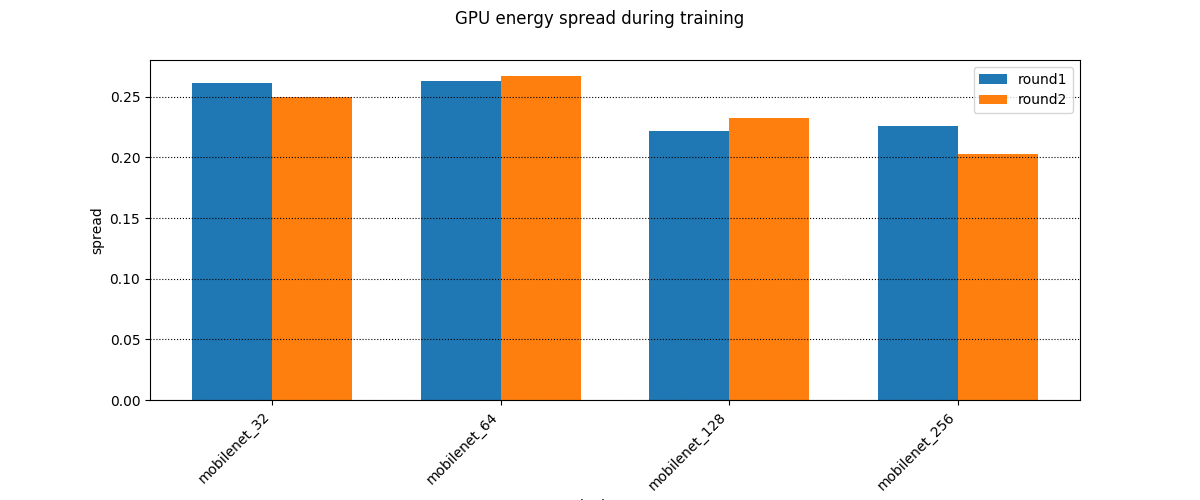 GPU energy spread during training
round1
round2
0.25
0.20
0.15
0.10
0.05
0.00
spread
mobilenet_32
mobilenet_64
mobilenet_128
mobilenet_256